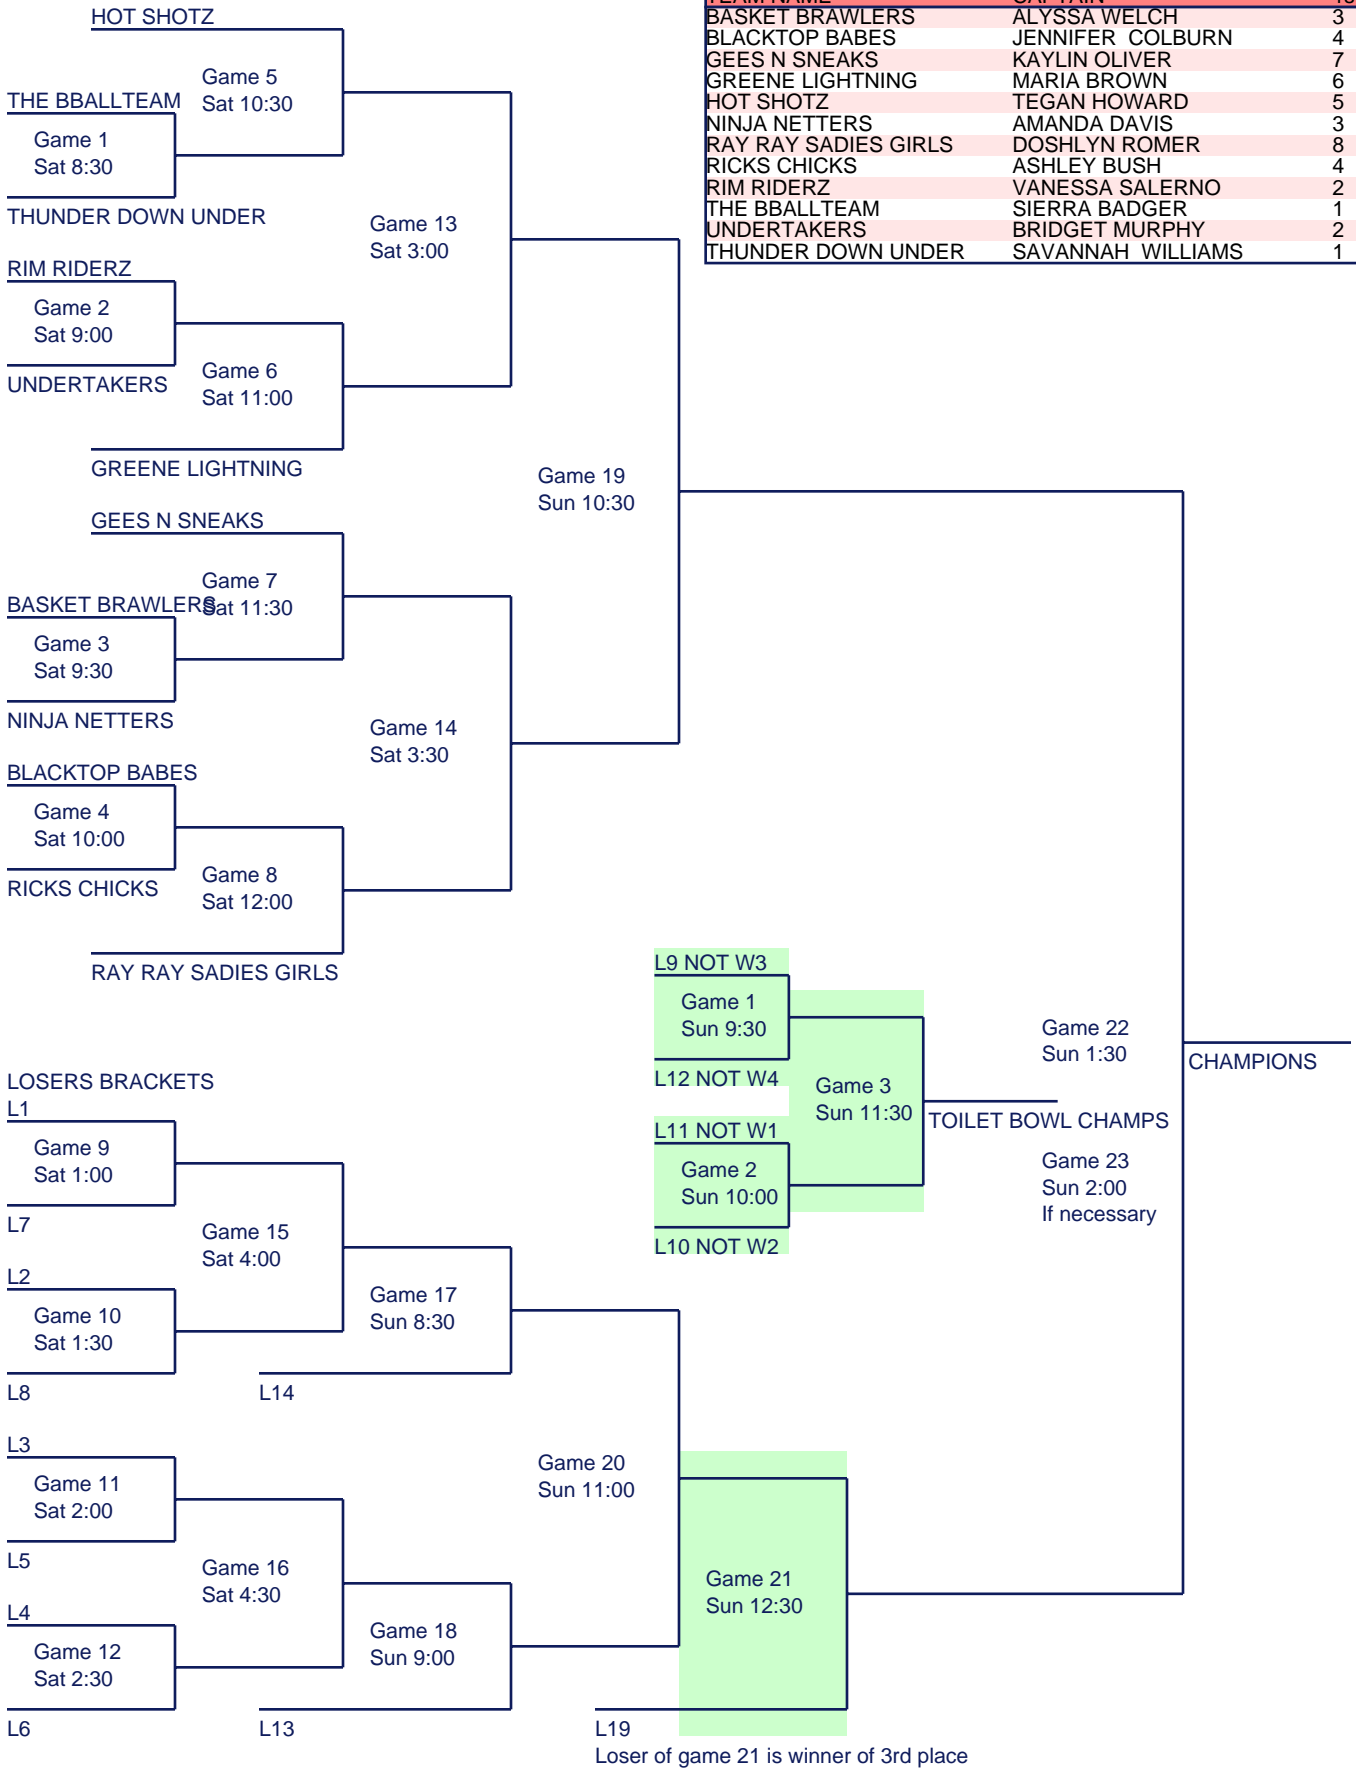 HOT SHOTZ
Game 5
Sat 10:30
THE BBALLTEAM
Game 1
Sat 8:30
THUNDER DOWN UNDER
Game 13
Sat 3:00
RIM RIDERZ
Game 2
Sat 9:00
UNDERTAKERS
Game 6
Sat 11:00
GREENE LIGHTNING
Game 19
Sun 10:30
GEES N SNEAKS
Game 7
Sat 11:30
BASKET BRAWLERS
Game 3
Sat 9:30
NINJA NETTERS
Game 14
Sat 3:30
BLACKTOP BABES
Game 4
Sat 10:00
RICKS CHICKS
Game 8
Sat 12:00
RAY RAY SADIES GIRLS
TEAM NAME CAPTAIN
BASKET BRAWLERS ALYSSA WELCH 3
BLACKTOP BABES JENNIFER COLBURN 4
GEES N SNEAKS KAYLIN OLIVER 7
GREENE LIGHTNING MARIA BROWN 6
HOT SHOTZ TEGAN HOWARD 5
NINJA NETTERS AMANDA DAVIS 3
RAY RAY SADIES GIRLS DOSHLYN ROMER 8
RICKS CHICKS ASHLEY BUSH 4
RIM RIDERZ VANESSA SALERNO 2
THE BBALLTEAM SIERRA BADGER 1
UNDERTAKERS BRIDGET MURPHY 2
THUNDER DOWN UNDER SAVANNAH WILLIAMS 1
L9 NOT W3
Game 1
Sun 9:30
L12 NOT W4
Game 3
Sun 11:30
L11 NOT W1
Game 2
Sun 10:00
L10 NOT W2
TOILET BOWL CHAMPS
Game 22
Sun 1:30
CHAMPIONS
Game 23
Sun 2:00
If necessary
LOSERS BRACKETS
L1
Game 9
Sat 1:00
L7
Game 15
Sat 4:00
L2
Game 10
Sat 1:30
L8
Game 17
Sun 8:30
L14
L3
Game 11
Sat 2:00
L5
Game 20
Sun 11:00
Game 16
Sat 4:30
L4
Game 12
Sat 2:30
L6
Game 18
Sun 9:00
L13
Game 21
Sun 12:30
L19
Loser of game 21 is winner of 3rd place